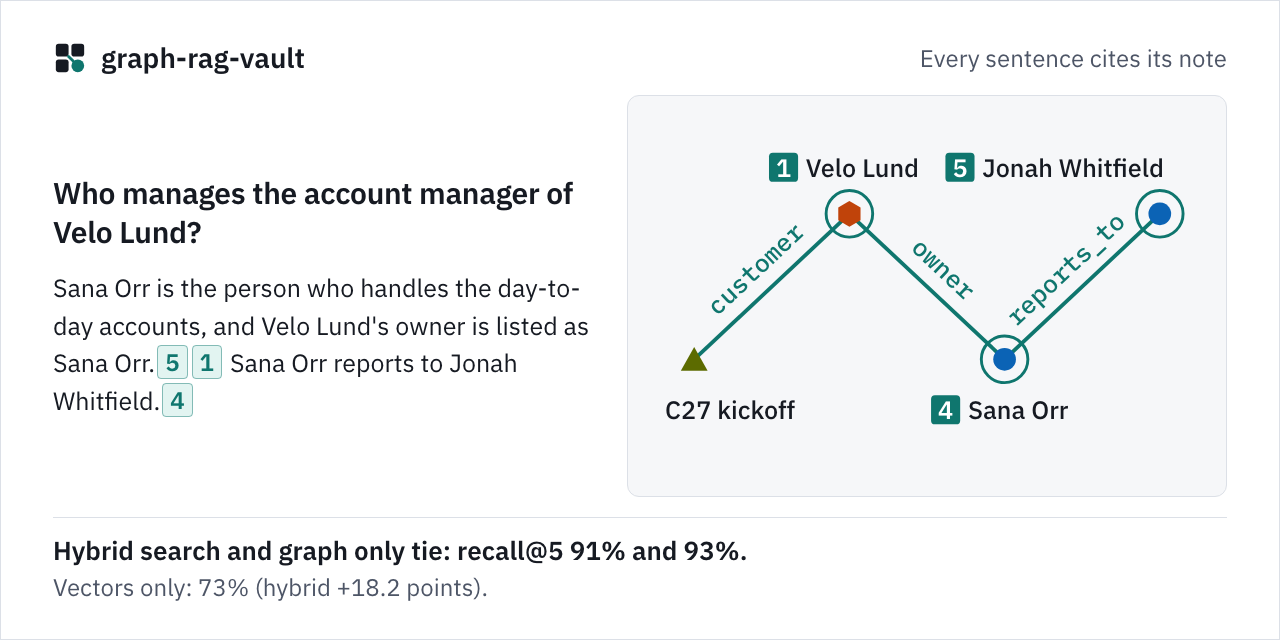 graph-rag-vault
Every sentence cites its note
Who manages the account manager of
Velo Lund?
Sana Orr is the person who handles the day-to-
day accounts, and Velo Lund's owner is listed as
Sana Orr. 5 1 Sana Orr reports to Jonah
Whitfield. 4
1 Velo Lund
5 Jonah Whitfield
customer
owner
reports_to
C27 kickoff
4 Sana Orr
Hybrid search and graph only tie: recall@5 91% and 93%.
Vectors only: 73% (hybrid +18.2 points).